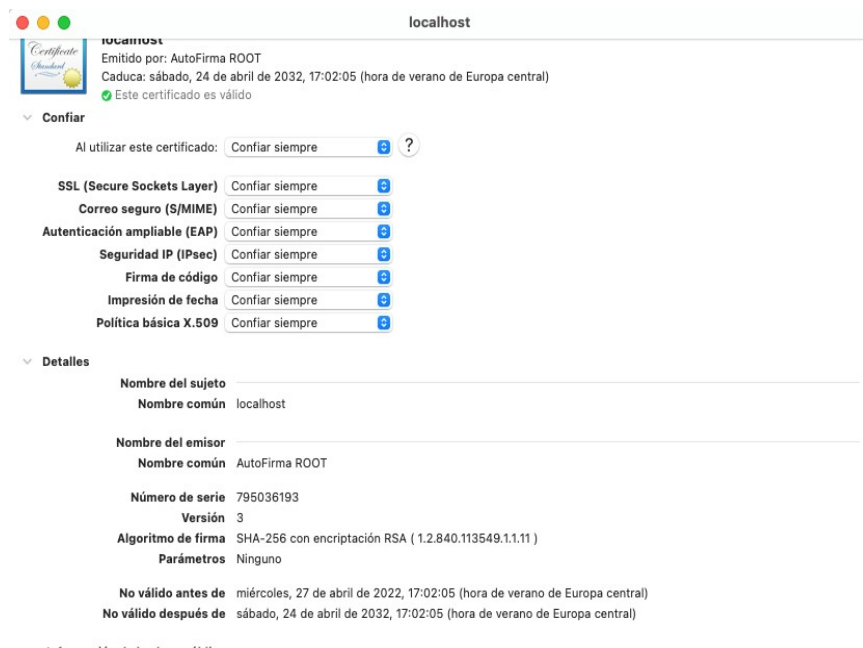 localhost
Certificate
Standard
localhost
Emitido por: AutoFirma ROOT
Caduca: sábado, 24 de abril de 2032, 17:02:05 (hora de verano de Europa central)
Este certificado es válido
Confiar
Al utilizar este certificado: Confiar siempre ?
SSL (Secure Sockets Layer) Confiar siempre
Correo seguro (S/MIME) Confiar siempre
Autenticación ampliable (EAP) Confiar siempre
Seguridad IP (IPsec) Confiar siempre
Firma de código Confiar siempre
Impresión de fecha Confiar siempre
Política básica X.509 Confiar siempre
Detalles
Nombre del sujeto
Nombre común localhost
Nombre del emisor
Nombre común AutoFirma ROOT
Número de serie 795036193
Versión 3
Algoritmo de firma SHA-256 con encriptación RSA ( 1.2.840.113549.1.1.11 )
Parámetros Ninguno
No válido antes de miércoles, 27 de abril de 2022, 17:02:05 (hora de verano de Europa central)
No válido después de sábado, 24 de abril de 2032, 17:02:05 (hora de verano de Europa central)